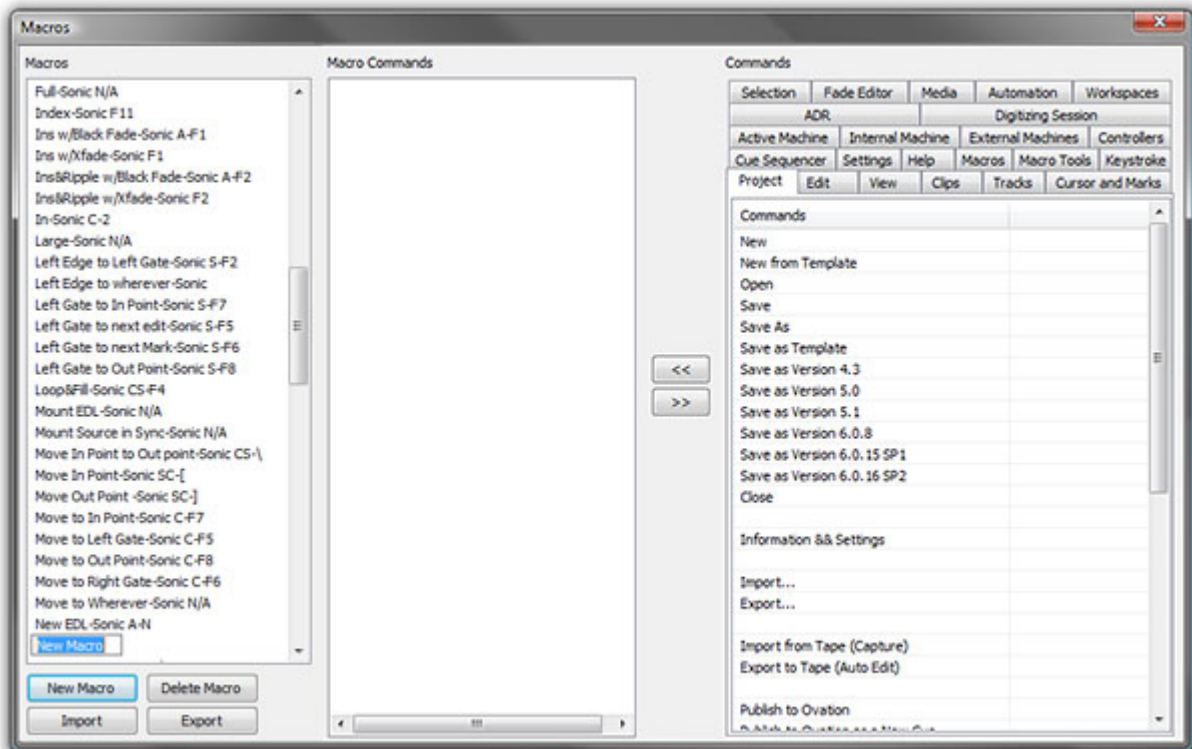 Macros
Macros
Full-Sonic N/A
Index-Sonic F11
Ins w/Black Fade-Sonic A-F1
Ins w/Xfade-Sonic F1
Ins&Ripple w/Black Fade-Sonic A-F2
Ins&Ripple w/Xfade-Sonic F2
In-Sonic C-2
Large-Sonic N/A
Left Edge to Left Gate-Sonic S-F2
Left Edge to wherever-Sonic
Left Gate to In Point-Sonic S-F7
Left Gate to next edit-Sonic S-F5
Left Gate to next Mark-Sonic S-F6
Left Gate to Out Point-Sonic S-F8
Loop&Fill-Sonic CS-F4
Mount EDL-Sonic N/A
Mount Source in Sync-Sonic N/A
Move In Point to Out point-Sonic CS-\
Move In Point-Sonic SC-[
Move Out Point -Sonic SC-]
Move to In Point-Sonic C-F7
Move to Left Gate-Sonic C-F5
Move to Out Point-Sonic C-F8
Move to Right Gate-Sonic C-F6
Move to Wherever-Sonic N/A
New EDL-Sonic A-N
New Macro
New Macro Delete Macro
Import Export
Macro Commands
<<
>>
Commands
Selection Fade Editor Media Automation Workspaces
ADR Digitizing Session
Active Machine Internal Machine External Machines Controllers
Cue Sequencer Settings Help Macros Macro Tools Keystroke
Project Edit View Clips Tracks Cursor and Marks
Commands
New
New from Template
Open
Save
Save As
Save as Template
Save as Version 4.3
Save as Version 5.0
Save as Version 5.1
Save as Version 6.0.8
Save as Version 6.0.15 SP1
Save as Version 6.0.16 SP2
Close
Information && Settings
Import...
Export...
Import from Tape (Capture)
Export to Tape (Auto Edit)
Publish to Ovation
Publish to Ovation as a New Cue